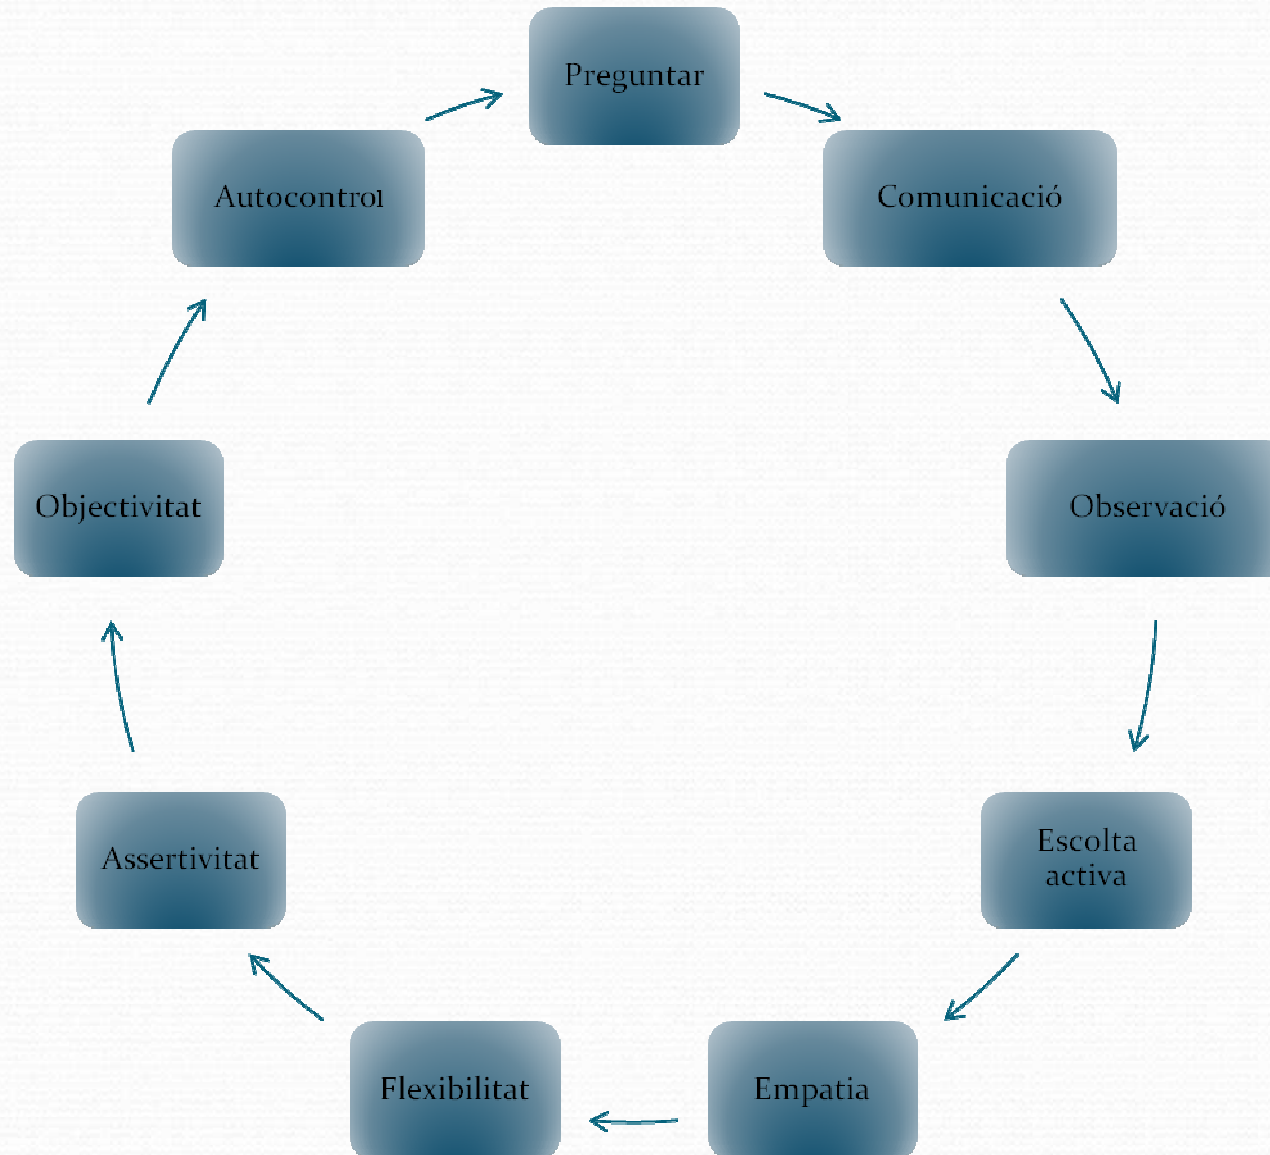 Preguntar
Comunicació
Observació
Escolta
activa
Empatia
Flexibilitat
Assertivitat
Objectivitat
Autocontrol